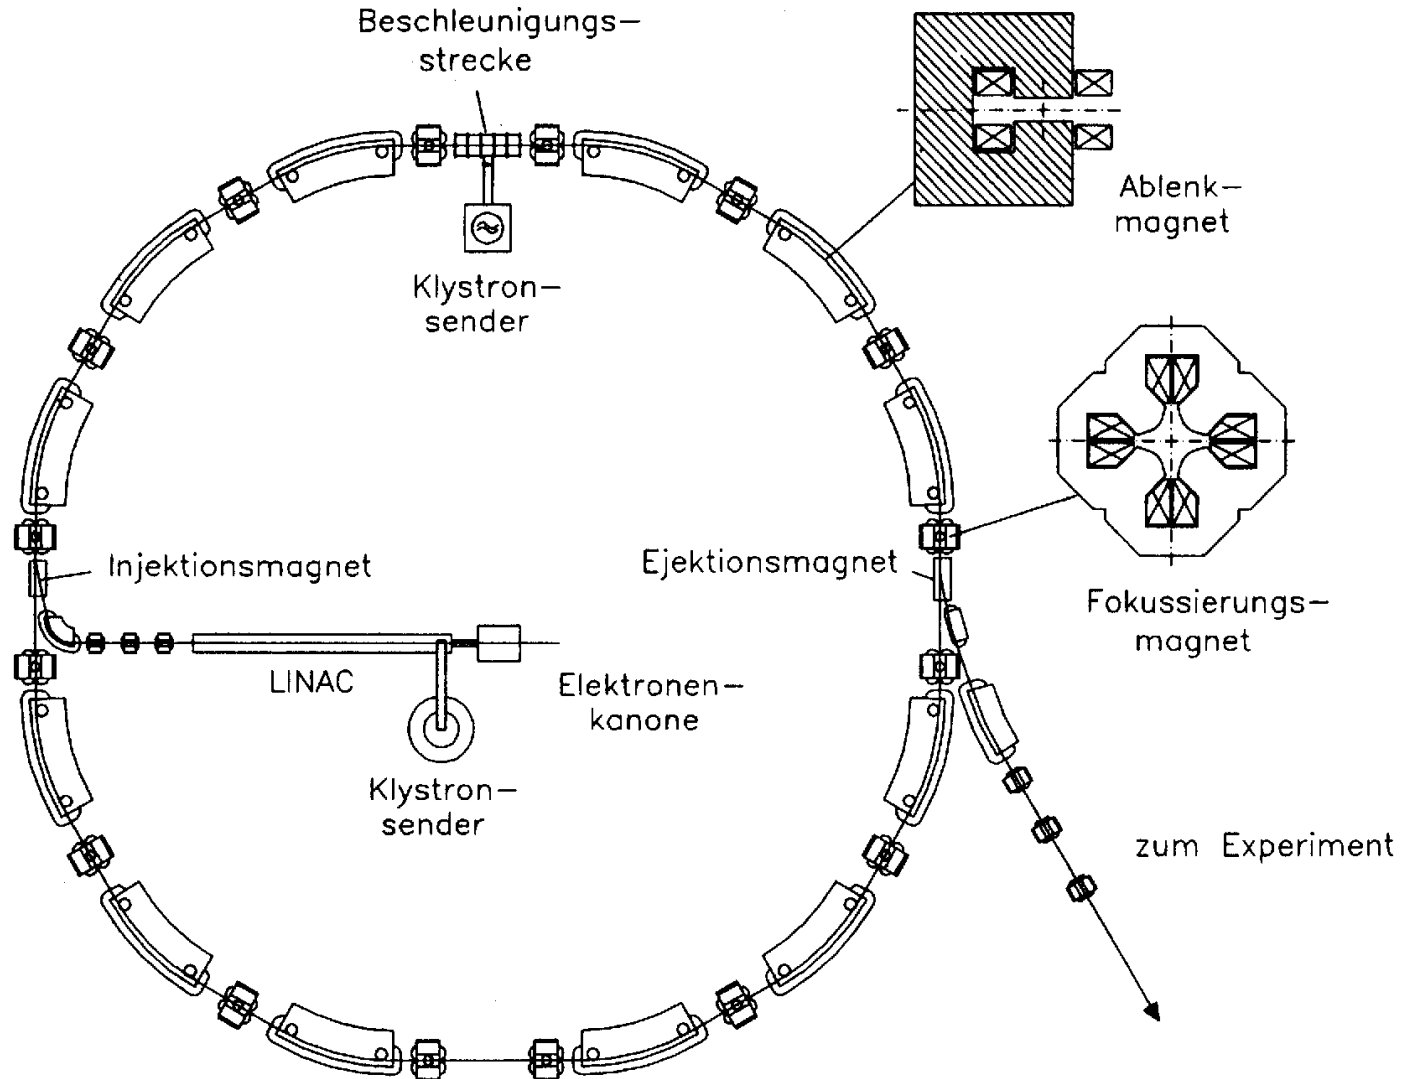 Beschleunigungs-
strecke
Ablenk-
magnet
Klystron-
sender
Injektionsmagnet
Ejektionsmagnet
Fokussierungs-
magnet
LINAC
Elektronen-
kanone
Klystron-
sender
zum Experiment